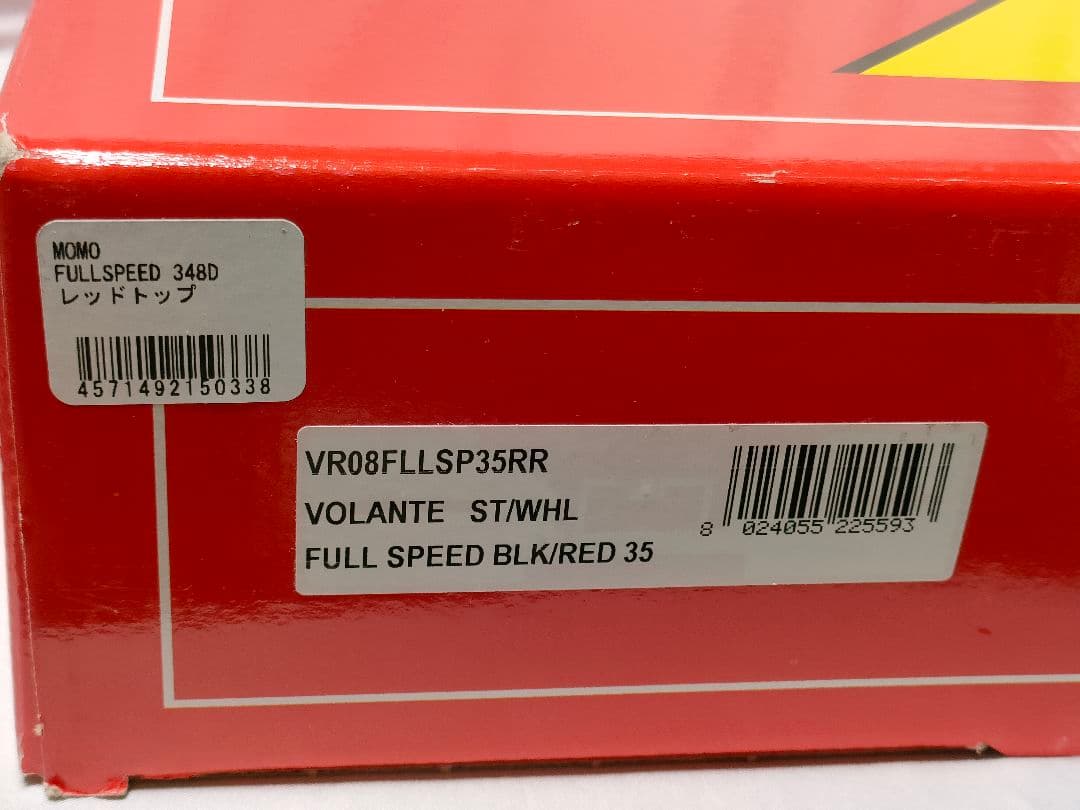 MOMO
FULLSPEED 348D
レッドトップ
4571492150338
VR08FLLSP35RR
VOLANTE ST/WHL
FULL SPEED BLK/RED 35
8 024055 225593